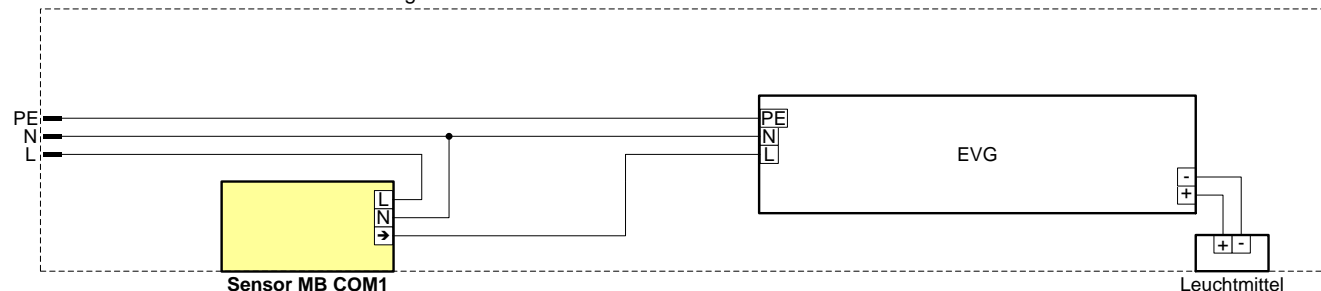 PE
N
L
PE
N
L
EVG
L
N
➔
-
+
+ -
Sensor MB COM1
Leuchtmittel